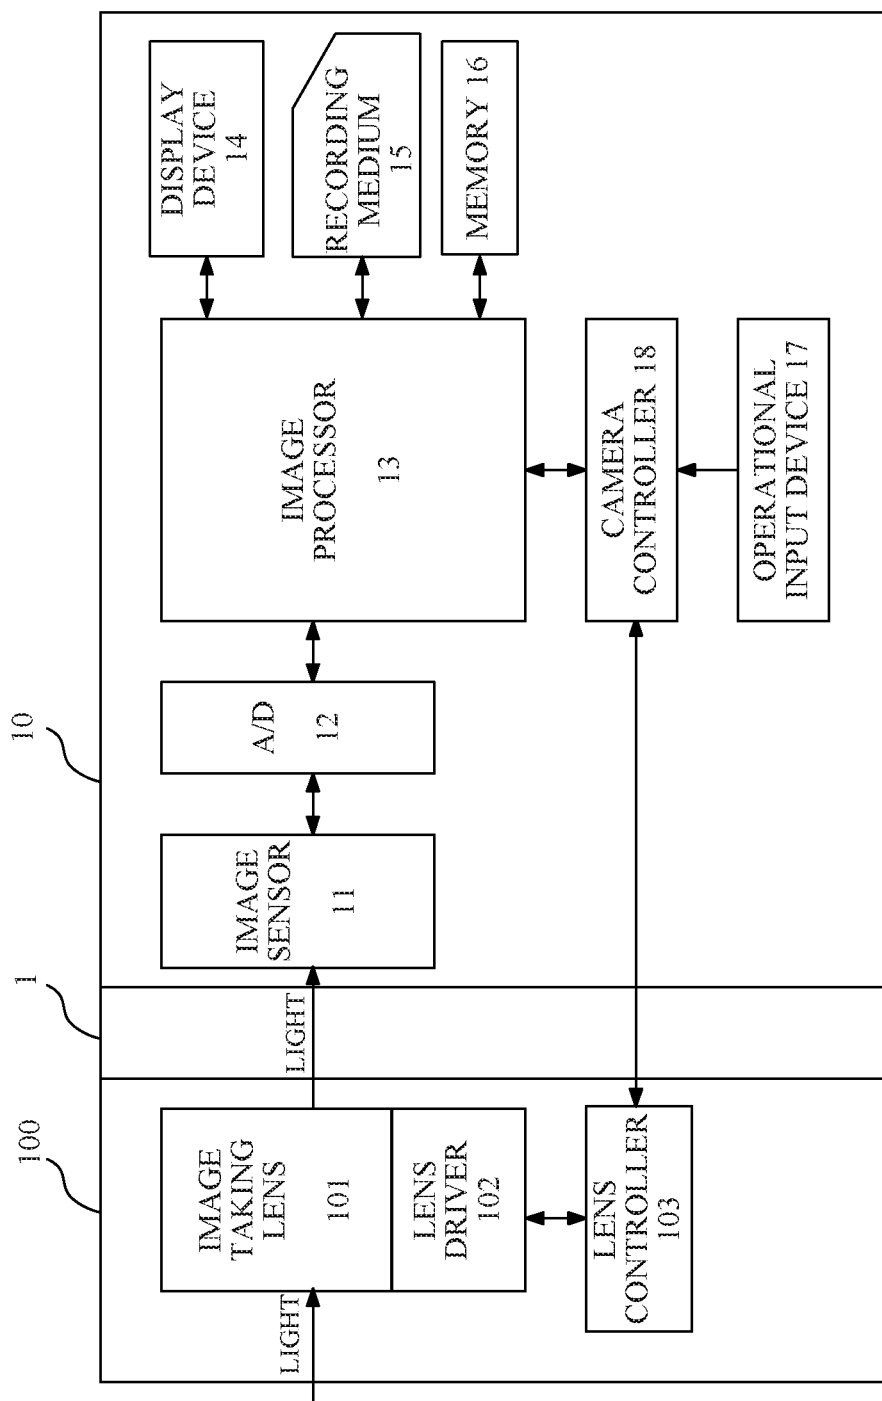 100
1
10
LIGHT
IMAGE
TAKING
LENS
101
LENS
DRIVER
102
LENS
CONTROLLER
103
LIGHT
IMAGE
SENSOR
11
A/D
12
IMAGE
PROCESSOR
13
CAMERA
CONTROLLER 18
OPERATIONAL
INPUT DEVICE 17
DISPLAY
DEVICE
14
RECORDING
MEDIUM
15
MEMORY 16